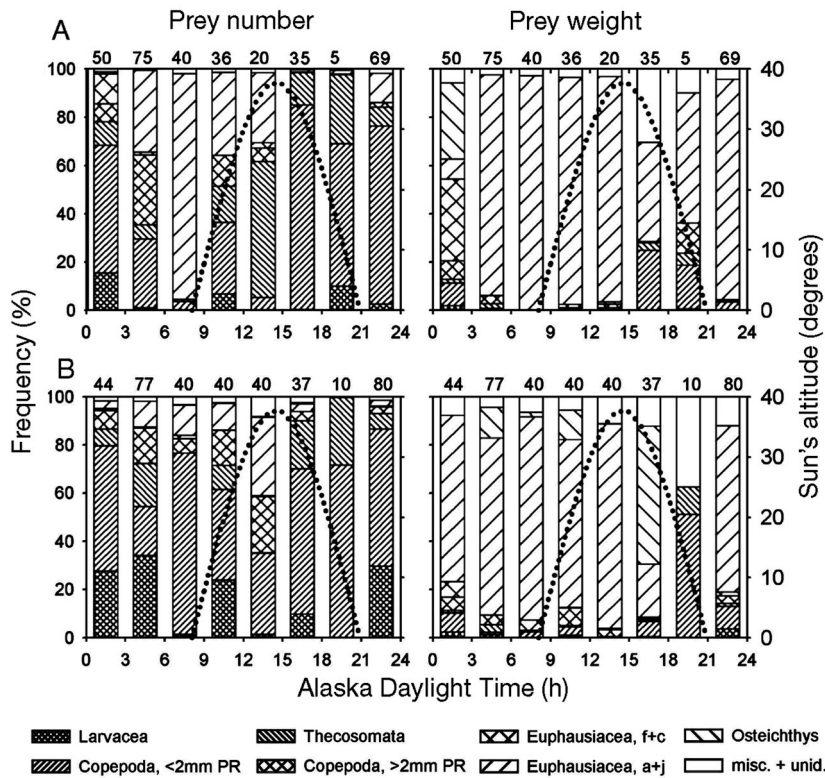 Prey number
Prey weight
A
50 75 40 36 20 35 5 69
50 75 40 36 20 35 5 69
100
80
60
40
20
0
40
30
20
10
0
0 3 6 9 12 15 18 21 24
0 3 6 9 12 15 18 21 24
Frequency (%)
Sun's altitude (degrees)
B
44 77 40 40 40 37 10 80
44 77 40 40 40 37 10 80
100
80
60
40
20
0
40
30
20
10
0
0 3 6 9 12 15 18 21 24
0 3 6 9 12 15 18 21 24
Alaska Daylight Time (h)
Larvacea
Thecosomata
Euphausiacea, f+c
Osteichthys
Copepoda, <2mm PR
Copepoda, >2mm PR
Euphausiacea, a+j
misc. + unid.